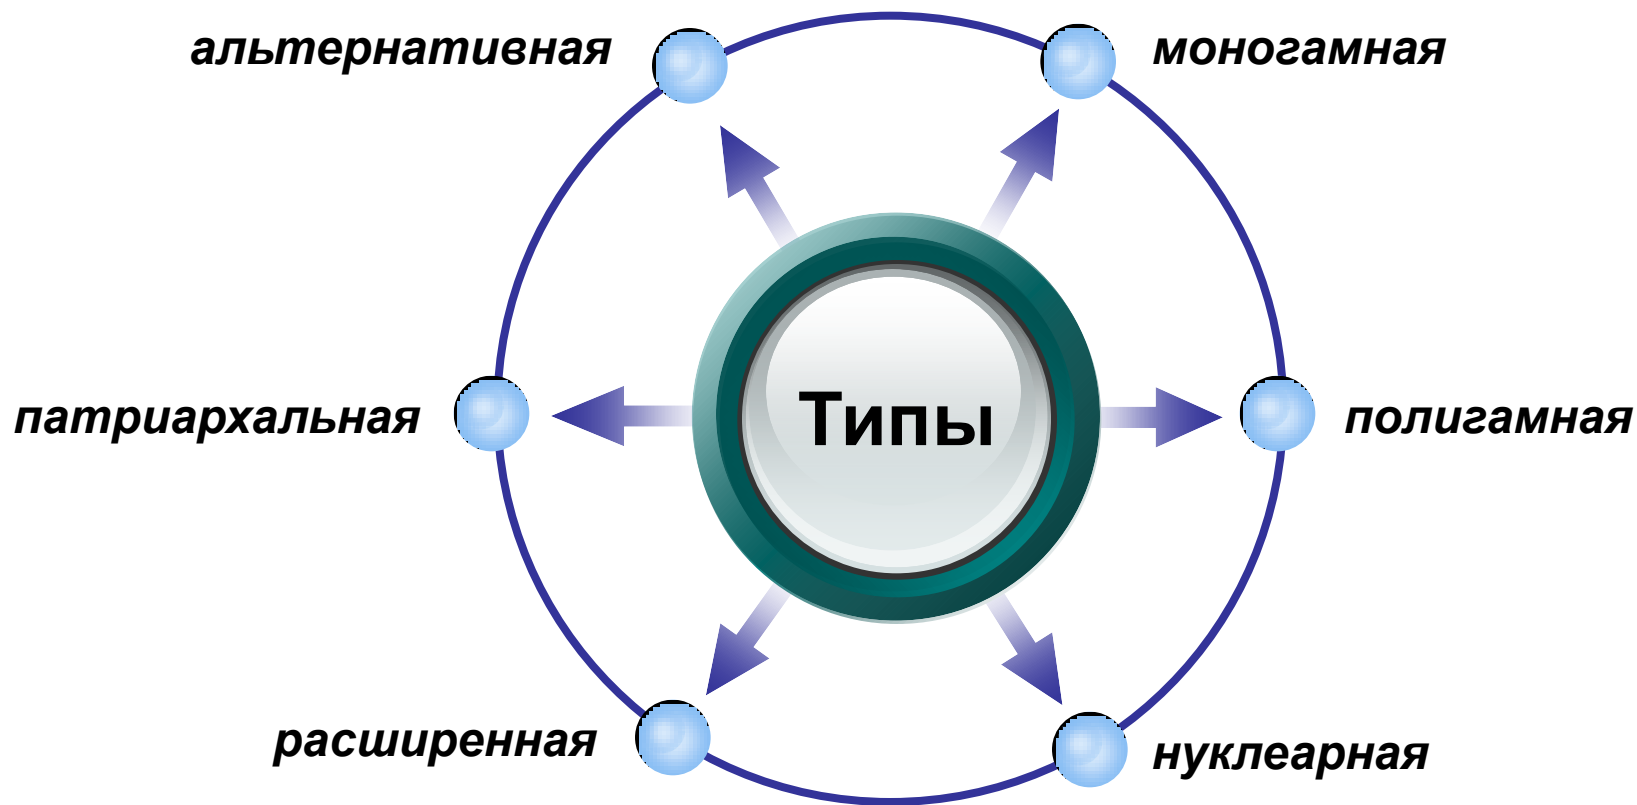 альтернативная
моногамная
патриархальная
Типы
полигамная
расширенная
нуклеарная